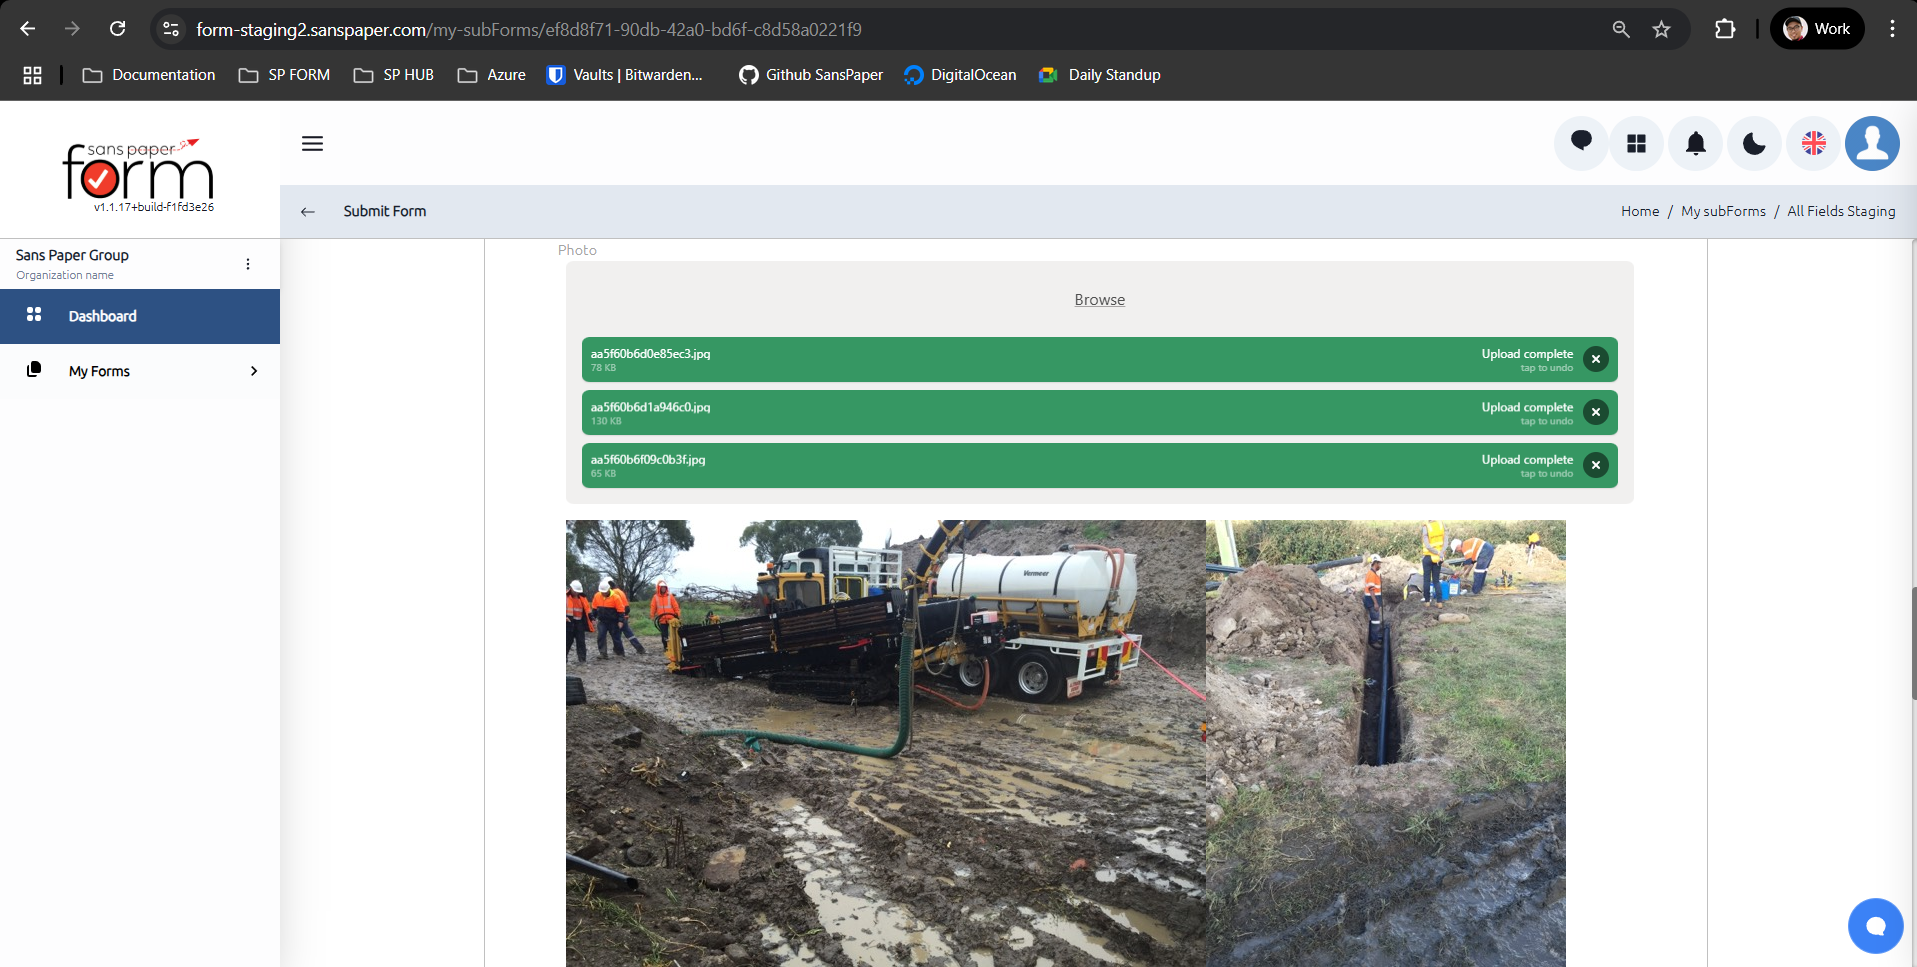 form-staging2.sanspaper.com/my-subForms/ef8d8f71-90db-42a0-bd6f-c8d58a0221f9
Work
Documentation
SP FORM
SP HUB
Azure
Vaults | Bitwarden...
Github SansPaper
DigitalOcean
Daily Standup
sans paper
form
v1.1.17+build-f1fd3e26
Submit Form
Home / My subForms / All Fields Staging
Sans Paper Group
Organization name
Dashboard
My Forms
Photo
Browse
aa5f60b6d0e85ec3.jpg
78 KB
Upload complete
tap to undo
aa5f60b6d1a946c0.jpg
130 KB
Upload complete
tap to undo
aa5f60b6f09c0b3f.jpg
65 KB
Upload complete
tap to undo
Vermeer